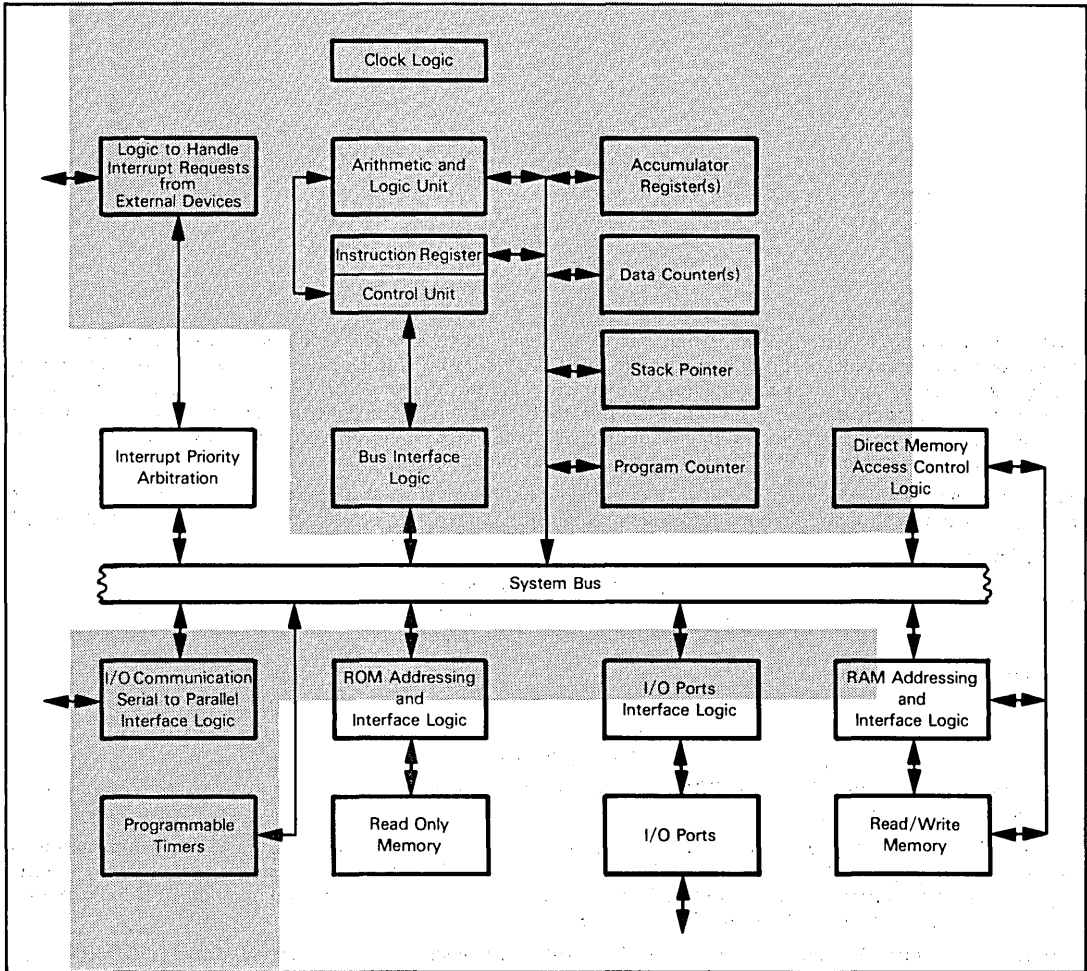 Clock Logic
Logic to Handle
Interrupt Requests
from
External Devices
Arithmetic and
Logic Unit
Accumulator
Register(s)
Instruction Register
Control Unit
Data Counter(s)
Stack Pointer
Interrupt Priority
Arbitration
Bus Interface
Logic
Program Counter
Direct Memory
Access Control
Logic
System Bus
I/O Communication
Serial to Parallel
Interface Logic
ROM Addressing
and
Interface Logic
I/O Ports
Interface Logic
RAM Addressing
and
Interface Logic
Programmable
Timers
Read Only
Memory
I/O Ports
Read/Write
Memory